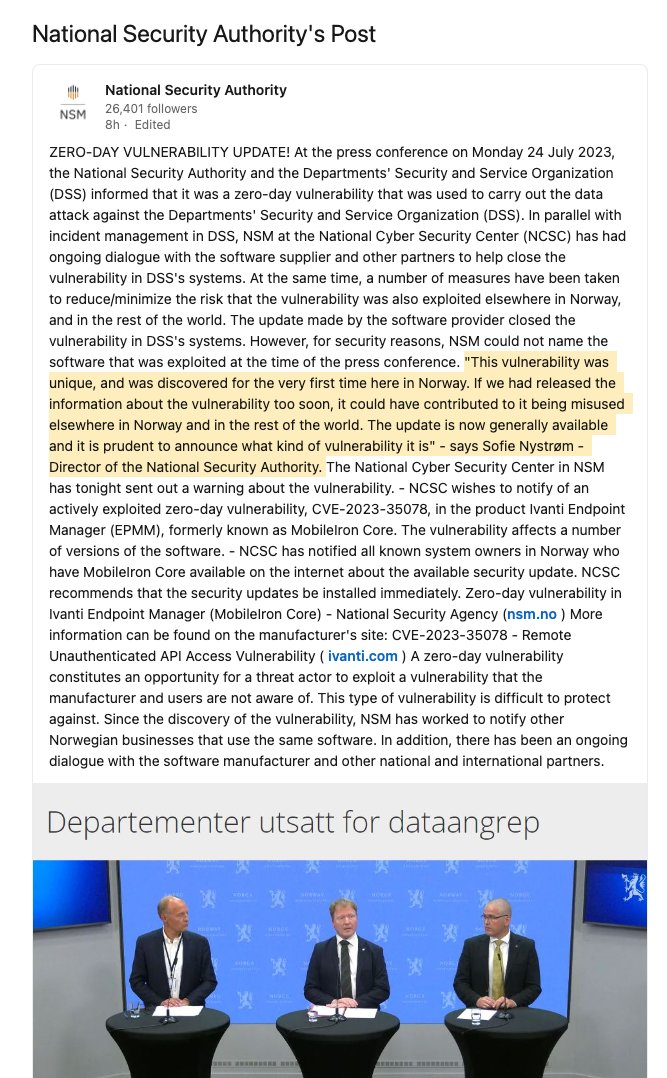 National Security Authority's Post
National Security Authority
26,401 followers
8h · Edited
NSM
ZERO-DAY VULNERABILITY UPDATE! At the press conference on Monday 24 July 2023,
the National Security Authority and the Departments' Security and Service Organization
(DSS) informed that it was a zero-day vulnerability that was used to carry out the data
attack against the Departments' Security and Service Organization (DSS). In parallel with
incident management in DSS, NSM at the National Cyber Security Center (NCSC) has had
ongoing dialogue with the software supplier and other partners to help close the
vulnerability in DSS's systems. At the same time, a number of measures have been taken
to reduce/minimize the risk that the vulnerability was also exploited elsewhere in Norway,
and in the rest of the world. The update made by the software provider closed the
vulnerability in DSS's systems. However, for security reasons, NSM could not name the
software that was exploited at the time of the press conference. "This vulnerability was
unique, and was discovered for the very first time here in Norway. If we had released the
information about the vulnerability too soon, it could have contributed to it being misused
elsewhere in Norway and in the rest of the world. The update is now generally available
and it is prudent to announce what kind of vulnerability it is" - says Sofie Nystrøm -
Director of the National Security Authority. The National Cyber Security Center in NSM
has tonight sent out a warning about the vulnerability. - NCSC wishes to notify of an
actively exploited zero-day vulnerability, CVE-2023-35078, in the product Ivanti Endpoint
Manager (EPMM), formerly known as MobileIron Core. The vulnerability affects a number
of versions of the software. - NCSC has notified all known system owners in Norway who
have MobileIron Core available on the internet about the available security update. NCSC
recommends that the security updates be installed immediately. Zero-day vulnerability in
Ivanti Endpoint Manager (MobileIron Core) - National Security Agency (nsm.no ) More
information can be found on the manufacturer's site: CVE-2023-35078 - Remote
Unauthenticated API Access Vulnerability ( ivanti.com ) A zero-day vulnerability
constitutes an opportunity for a threat actor to exploit a vulnerability that the
manufacturer and users are not aware of. This type of vulnerability is difficult to protect
against. Since the discovery of the vulnerability, NSM has worked to notify other
Norwegian businesses that use the same software. In addition, there has been an ongoing
dialogue with the software manufacturer and other national and international partners.
Departementer utsatt for dataangrep